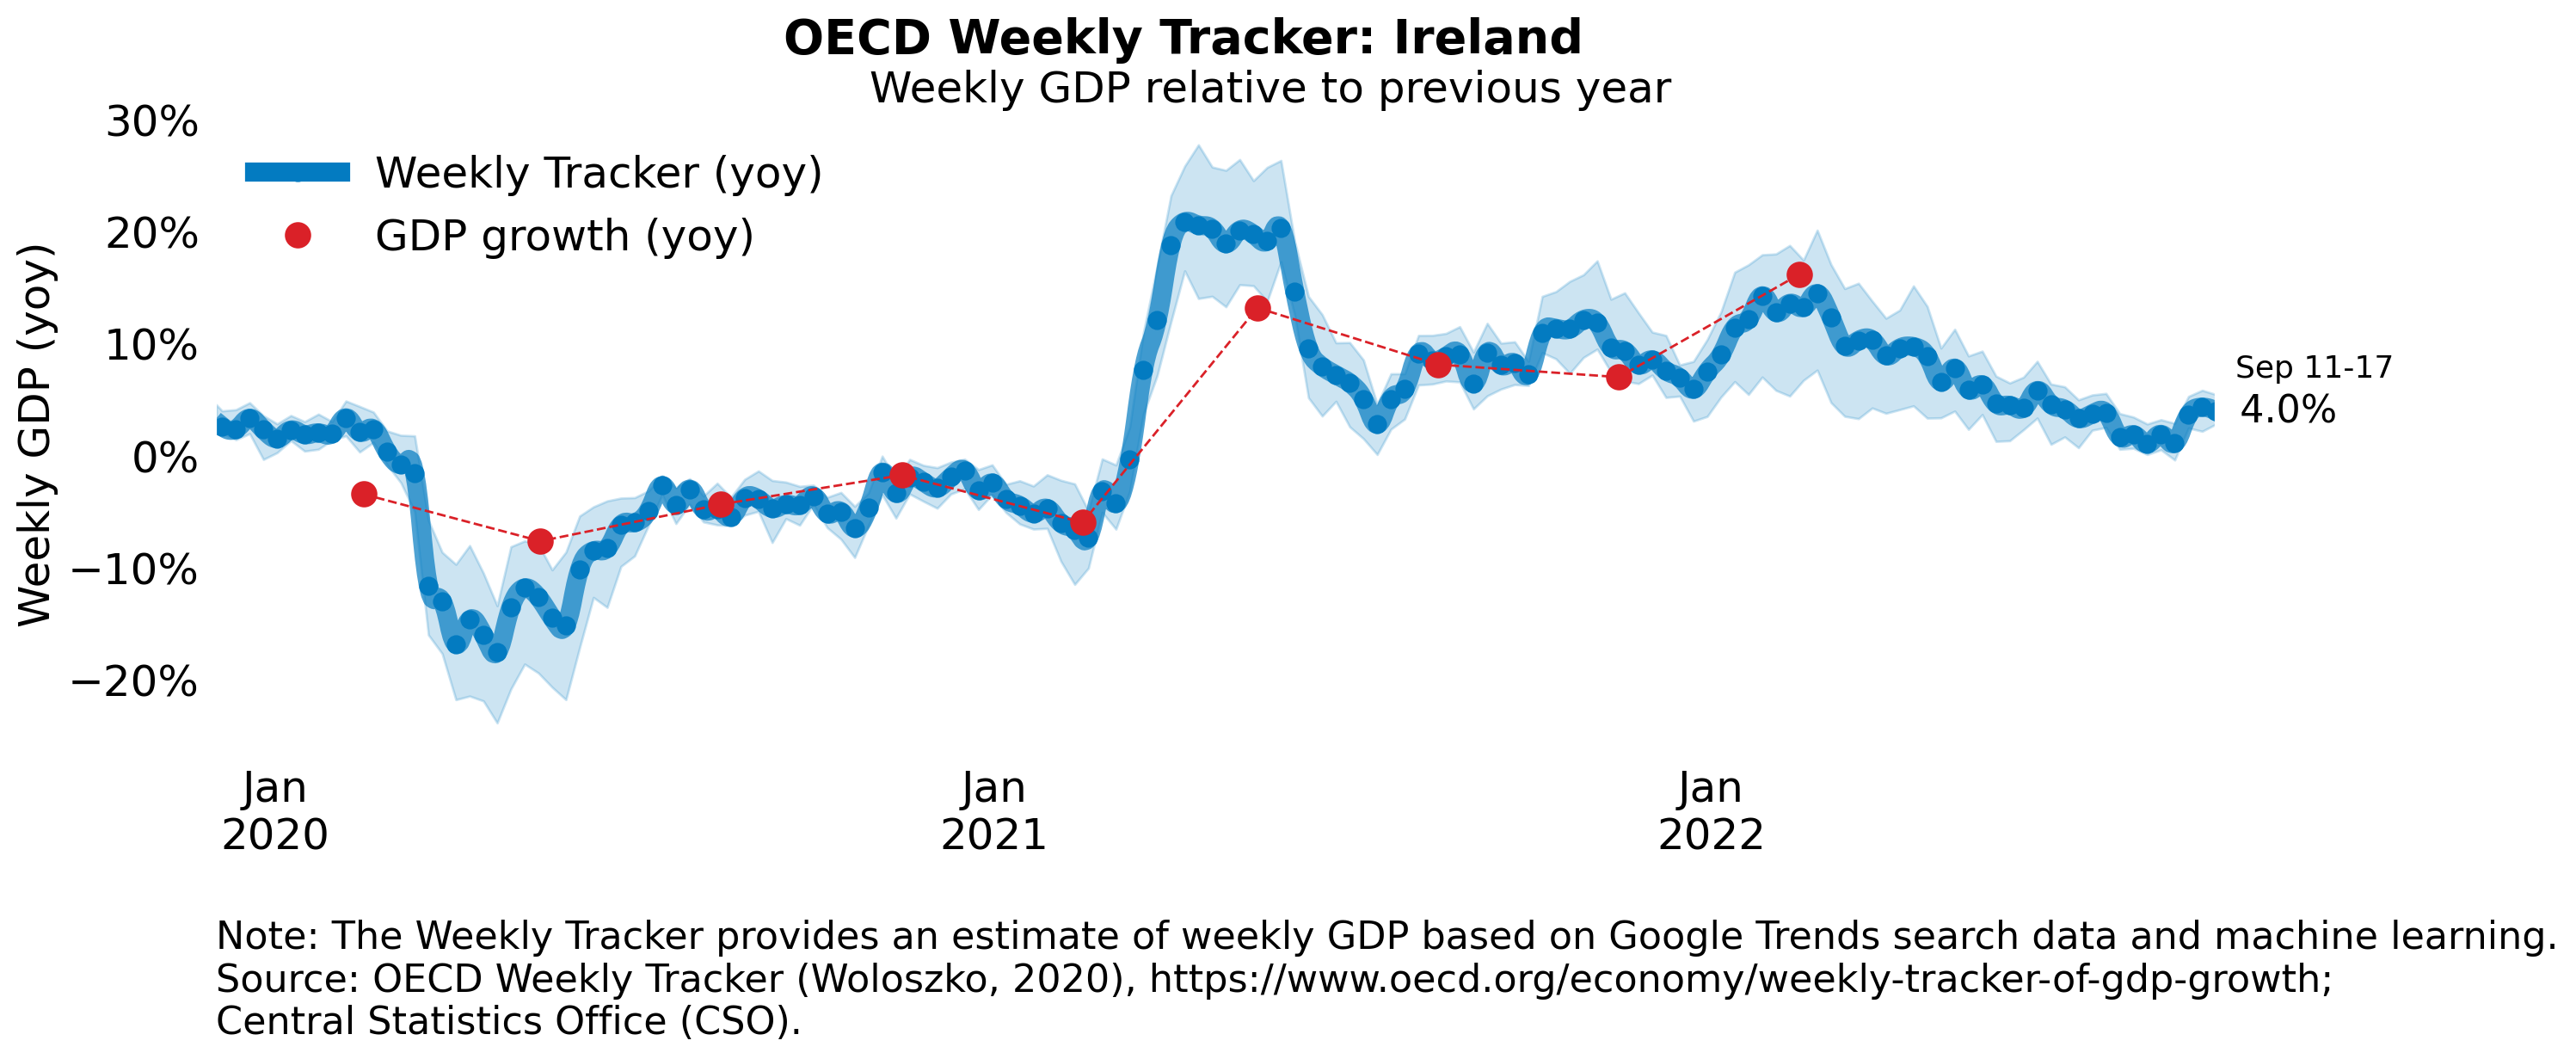 OECD Weekly Tracker: Ireland
Weekly GDP relative to previous year
Weekly GDP (yoy)
30%
20%
10%
0%
−10%
−20%
Weekly Tracker (yoy)
GDP growth (yoy)
Sep 11-17
4.0%
Jan
2020
Jan
2021
Jan
2022
Note: The Weekly Tracker provides an estimate of weekly GDP based on Google Trends search data and machine learning.
Source: OECD Weekly Tracker (Woloszko, 2020), https://www.oecd.org/economy/weekly-tracker-of-gdp-growth;
Central Statistics Office (CSO).